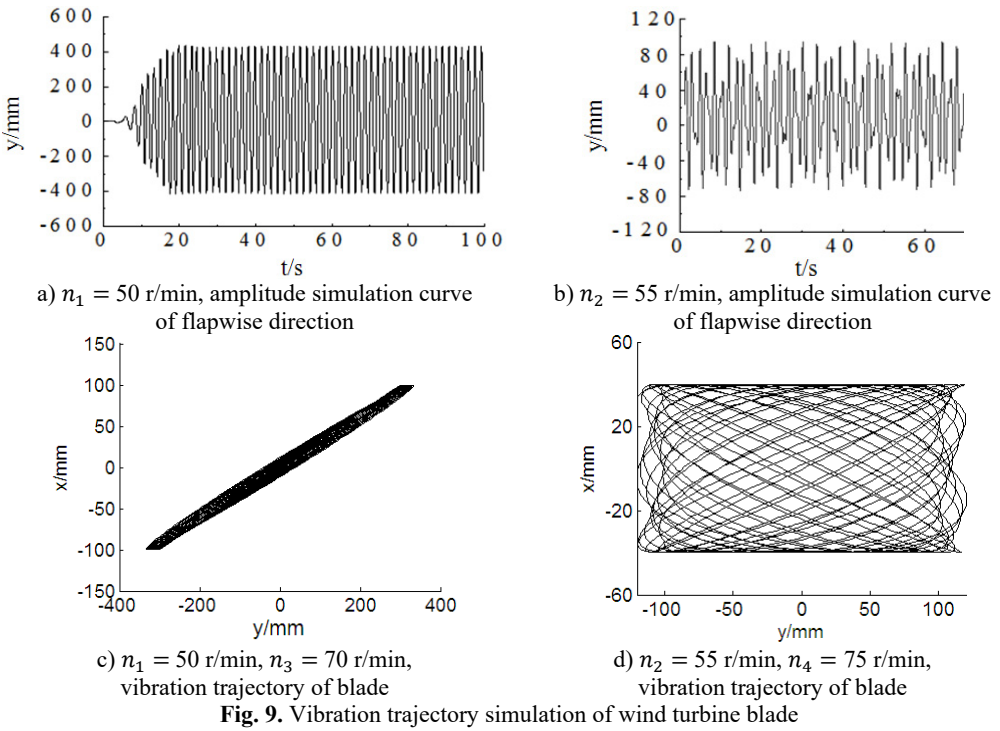 600
400
200
0
-200
-400
-600
y/mm
0 20 40 60 80 100
t/s
a) n₁ = 50 r/min, amplitude simulation curve
of flapwise direction
120
80
40
0
-40
-80
-120
y/mm
0 20 40 60
t/s
b) n₂ = 55 r/min, amplitude simulation curve
of flapwise direction
150
100
50
0
-50
-100
-150
x/mm
-400 -200 0 200 400
y/mm
c) n₁ = 50 r/min, n₃ = 70 r/min,
vibration trajectory of blade
60
20
-20
-60
x/mm
-100 -50 0 50 100
y/mm
d) n₂ = 55 r/min, n₄ = 75 r/min,
vibration trajectory of blade
Fig. 9. Vibration trajectory simulation of wind turbine blade